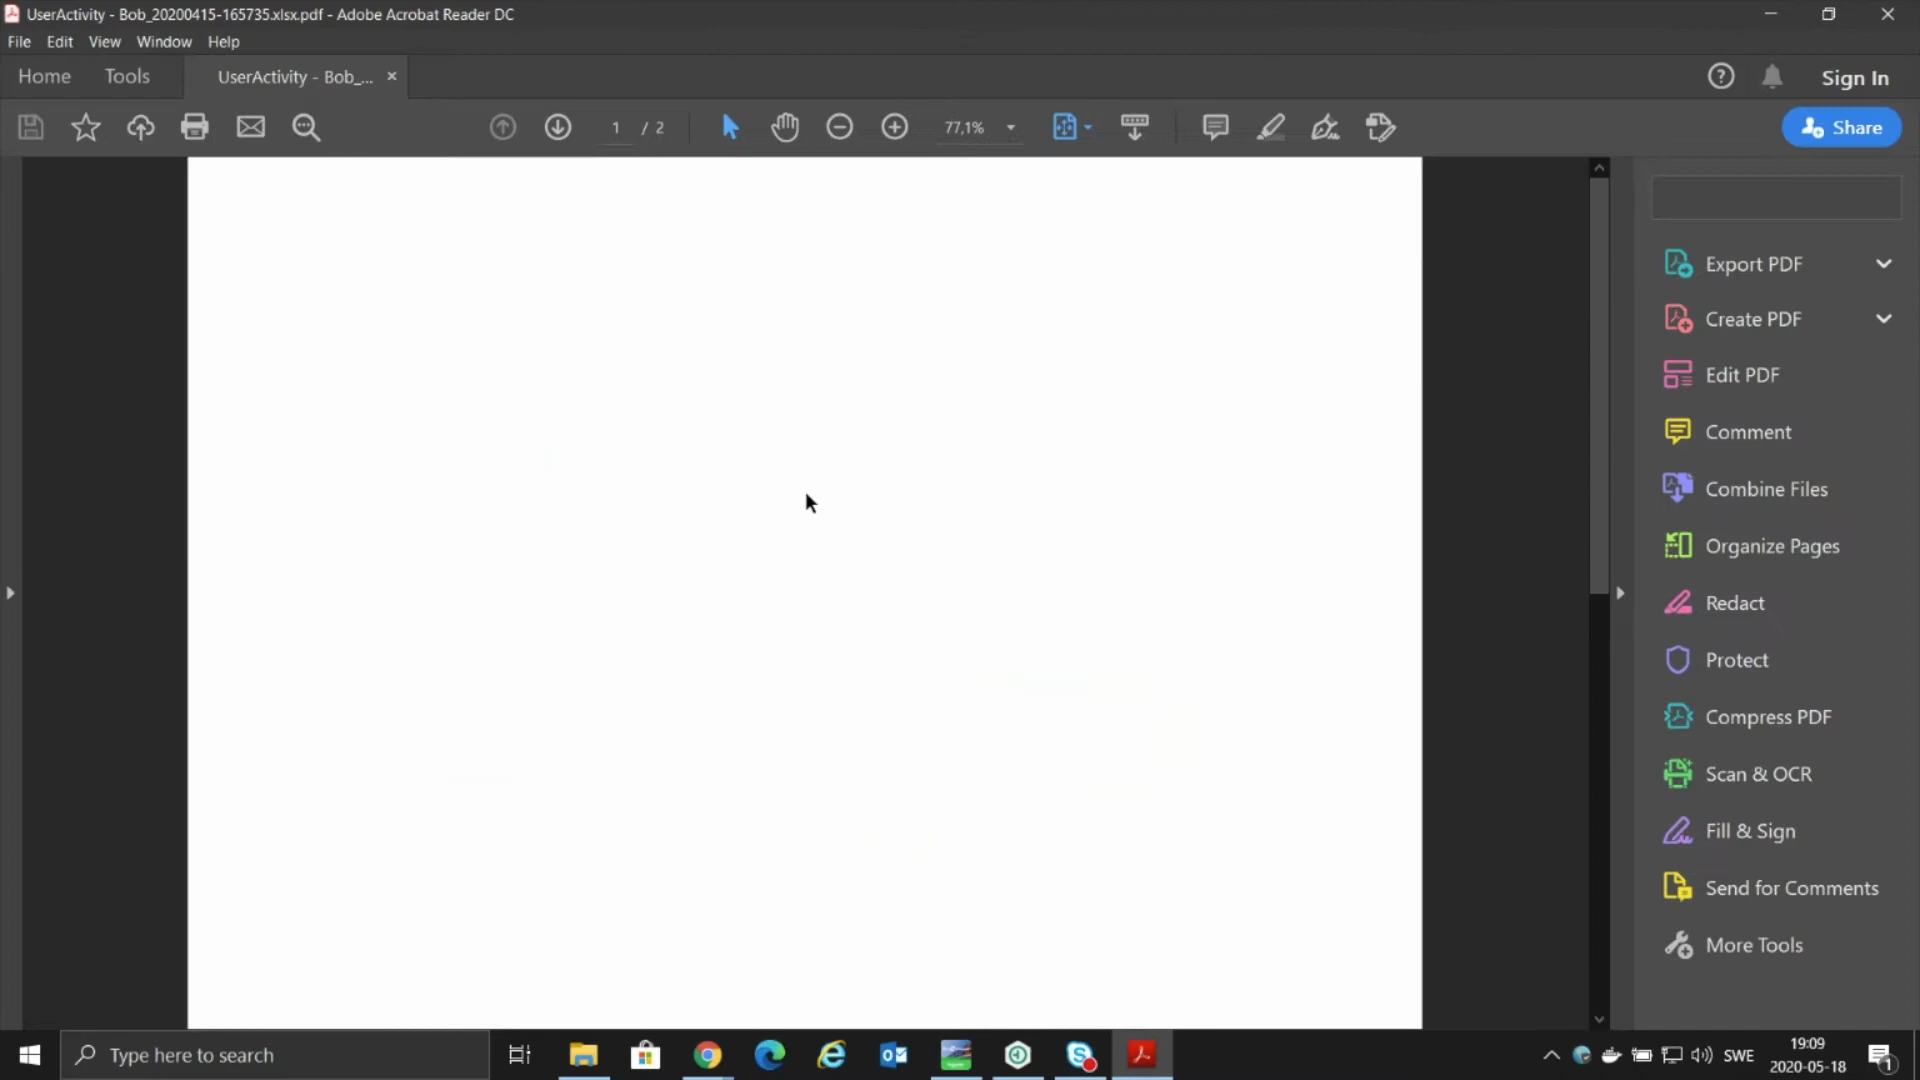 UserActivity - Bob_20200415-165735.xlsx.pdf - Adobe Acrobat Reader DC
File Edit View Window Help
Home Tools UserActivity - Bob_... Sign In
1 / 2 77,1% Share
Export PDF
Create PDF
Edit PDF
Comment
Combine Files
Organize Pages
Redact
Protect
Compress PDF
Scan & OCR
Fill & Sign
Send for Comments
More Tools
Type here to search SWE 19:09
2020-05-18 1